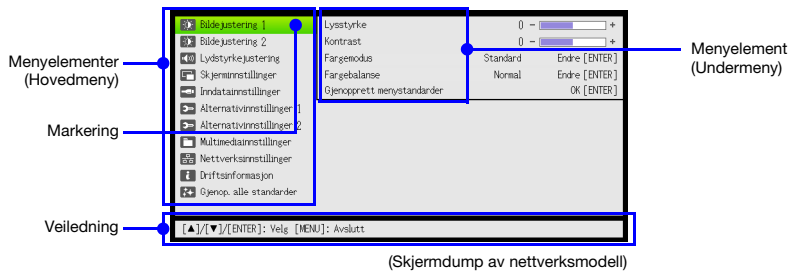 Menyelementer
(Hovedmeny)
Markering
Veiledning
Bildejustering 1
Bildejustering 2
Lydstyrkejustering
Skjerminnstillinger
Inndatainnstillinger
Alternativinnstillinger 1
Alternativinnstillinger 2
Multimediainnstillinger
Nettverksinnstillinger
Driftsinformasjon
Gjenop. alle standarder
Lysstyrke 0 - +
Kontrast 0 - +
Fargemodus Standard Endre [ENTER]
Fargebalanse Normal Endre [ENTER]
Gjenopprett menystandarder OK [ENTER]
Menyelement
(Undermeny)
[▲]/[▼]/[ENTER]: Velg [MENU]: Avslutt
(Skjermdump av nettverksmodell)